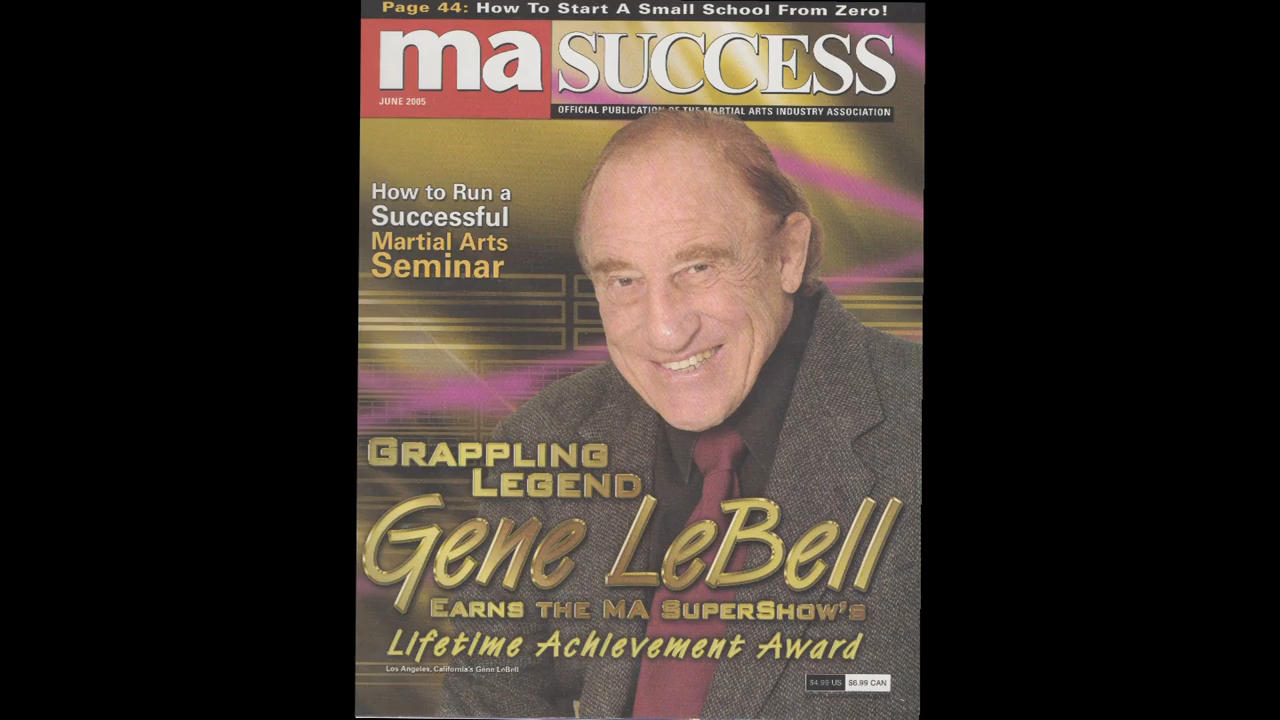 Page 44: How To Start A Small School From Zero!
ma SUCCESS
JUNE 2005
OFFICIAL PUBLICATION OF THE MARTIAL ARTS INDUSTRY ASSOCIATION
How to Run a
Successful
Martial Arts
Seminar
GRAPPLING
LEGEND
Gene LeBell
EARNS THE MA SUPERSHOW'S
Lifetime Achievement Award
Los Angeles, California's Gene LeBell
$4.99 US $6.99 CAN